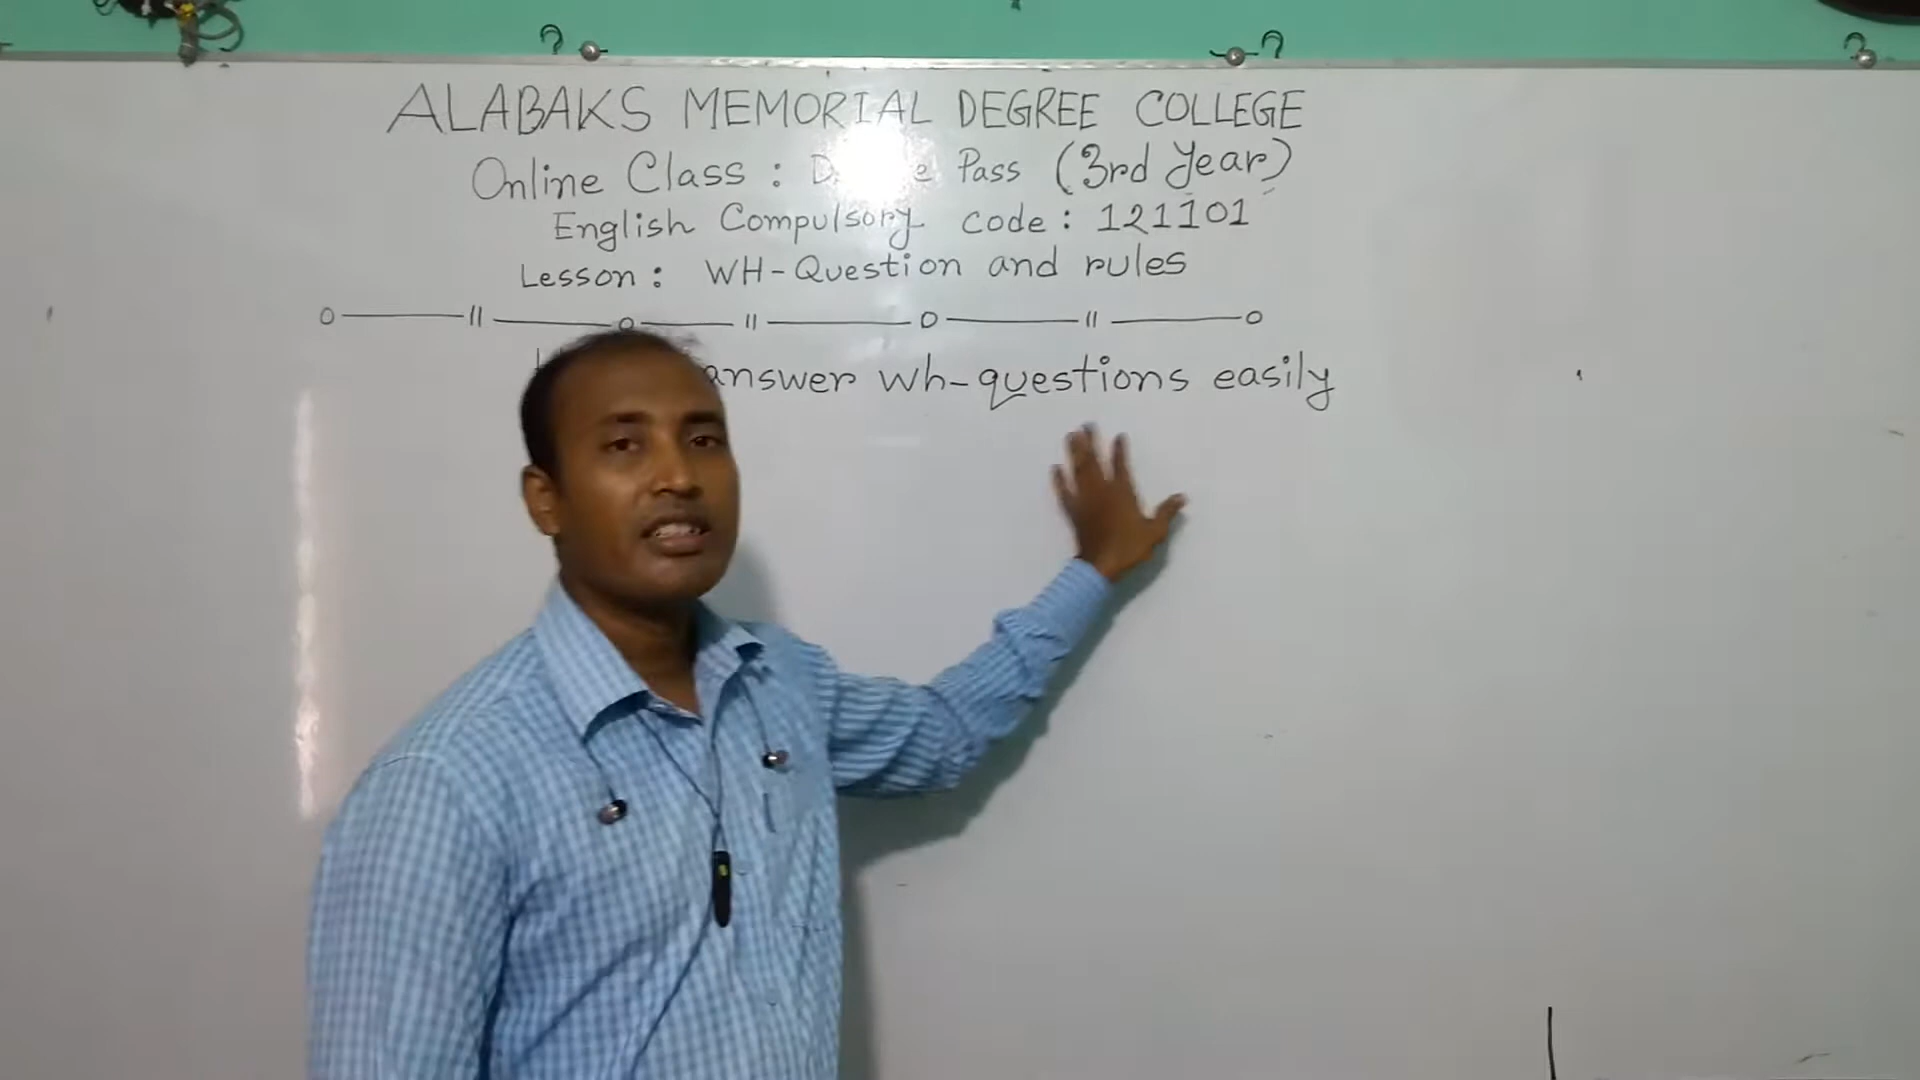 ALABAKS MEMORIAL DEGREE COLLEGE
Online Class : Pass (3rd Year)
English Compulsory Code : 121101
Lesson : WH-Question and rules
answer wh-questions easily